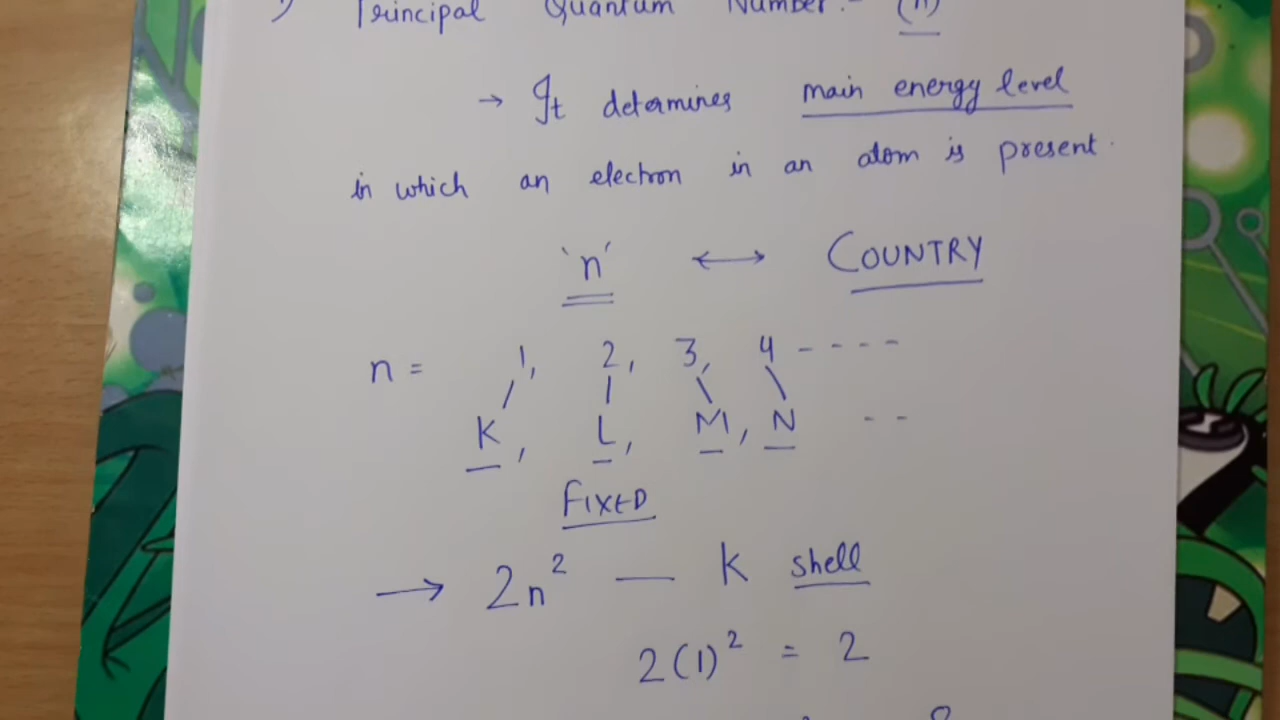 1) Principal Quantum Number:- (n)
→ It determines main energy level
in which an electron in an atom is present.
'n' ↔ COUNTRY
n = 1, 2, 3, 4 - - - -
K, L, M, N - -
FIXED
→ 2n² — K shell
2(1)² = 2